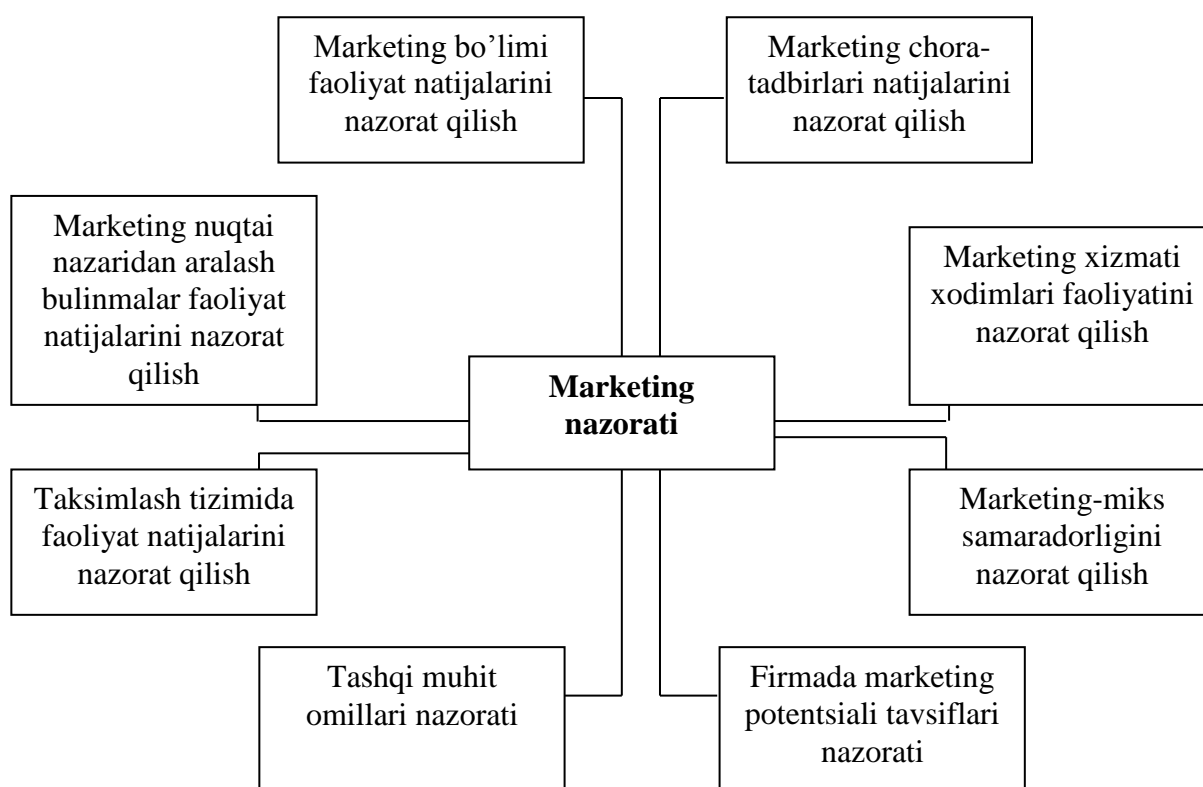 Marketing bo’limi
faoliyat natijalarini
nazorat qilish
Marketing chora-
tadbirlari natijalarini
nazorat qilish
Marketing nuqtai
nazaridan aralash
bulinmalar faoliyat
natijalarini nazorat
qilish
Marketing xizmati
xodimlari faoliyatini
nazorat qilish
Marketing
nazorati
Taksimlash tizimida
faoliyat natijalarini
nazorat qilish
Marketing-miks
samaradorligini
nazorat qilish
Tashqi muhit
omillari nazorati
Firmada marketing
potentsiali tavsiflari
nazorati